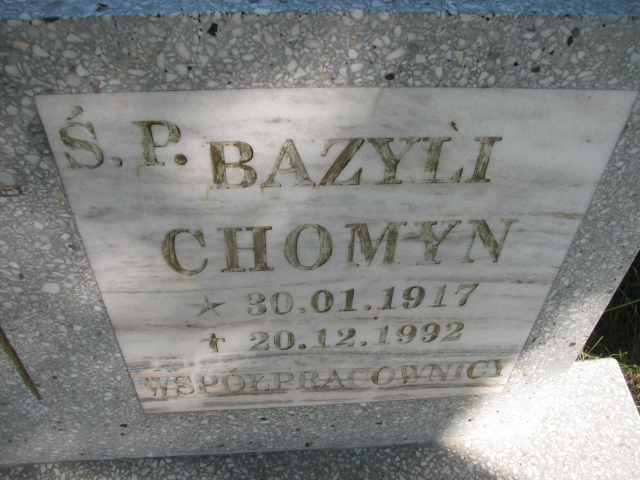 Ś.P. BAZYLI
CHOMYN
★ 30.01.1917
✝ 20.12.1992
WSPÓŁPRACOWNICY